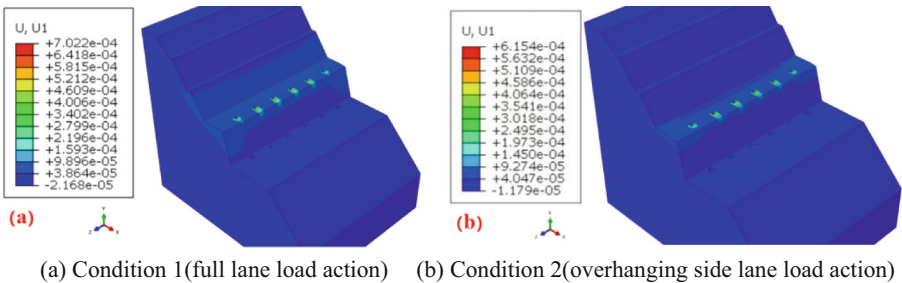 U, U1
+7.022e-04
+6.418e-04
+5.815e-04
+5.212e-04
+4.609e-04
+4.006e-04
+3.402e-04
+2.799e-04
+2.196e-04
+1.593e-04
+9.896e-05
+3.864e-05
-2.168e-05
(a)
Y
Z
X
U, U1
+6.154e-04
+5.632e-04
+5.109e-04
+4.586e-04
+4.064e-04
+3.541e-04
+3.018e-04
+2.495e-04
+1.973e-04
+1.450e-04
+9.274e-05
+4.047e-05
-1.179e-05
(b)
Y
Z
X
(a) Condition 1(full lane load action) (b) Condition 2(overhanging side lane load action)